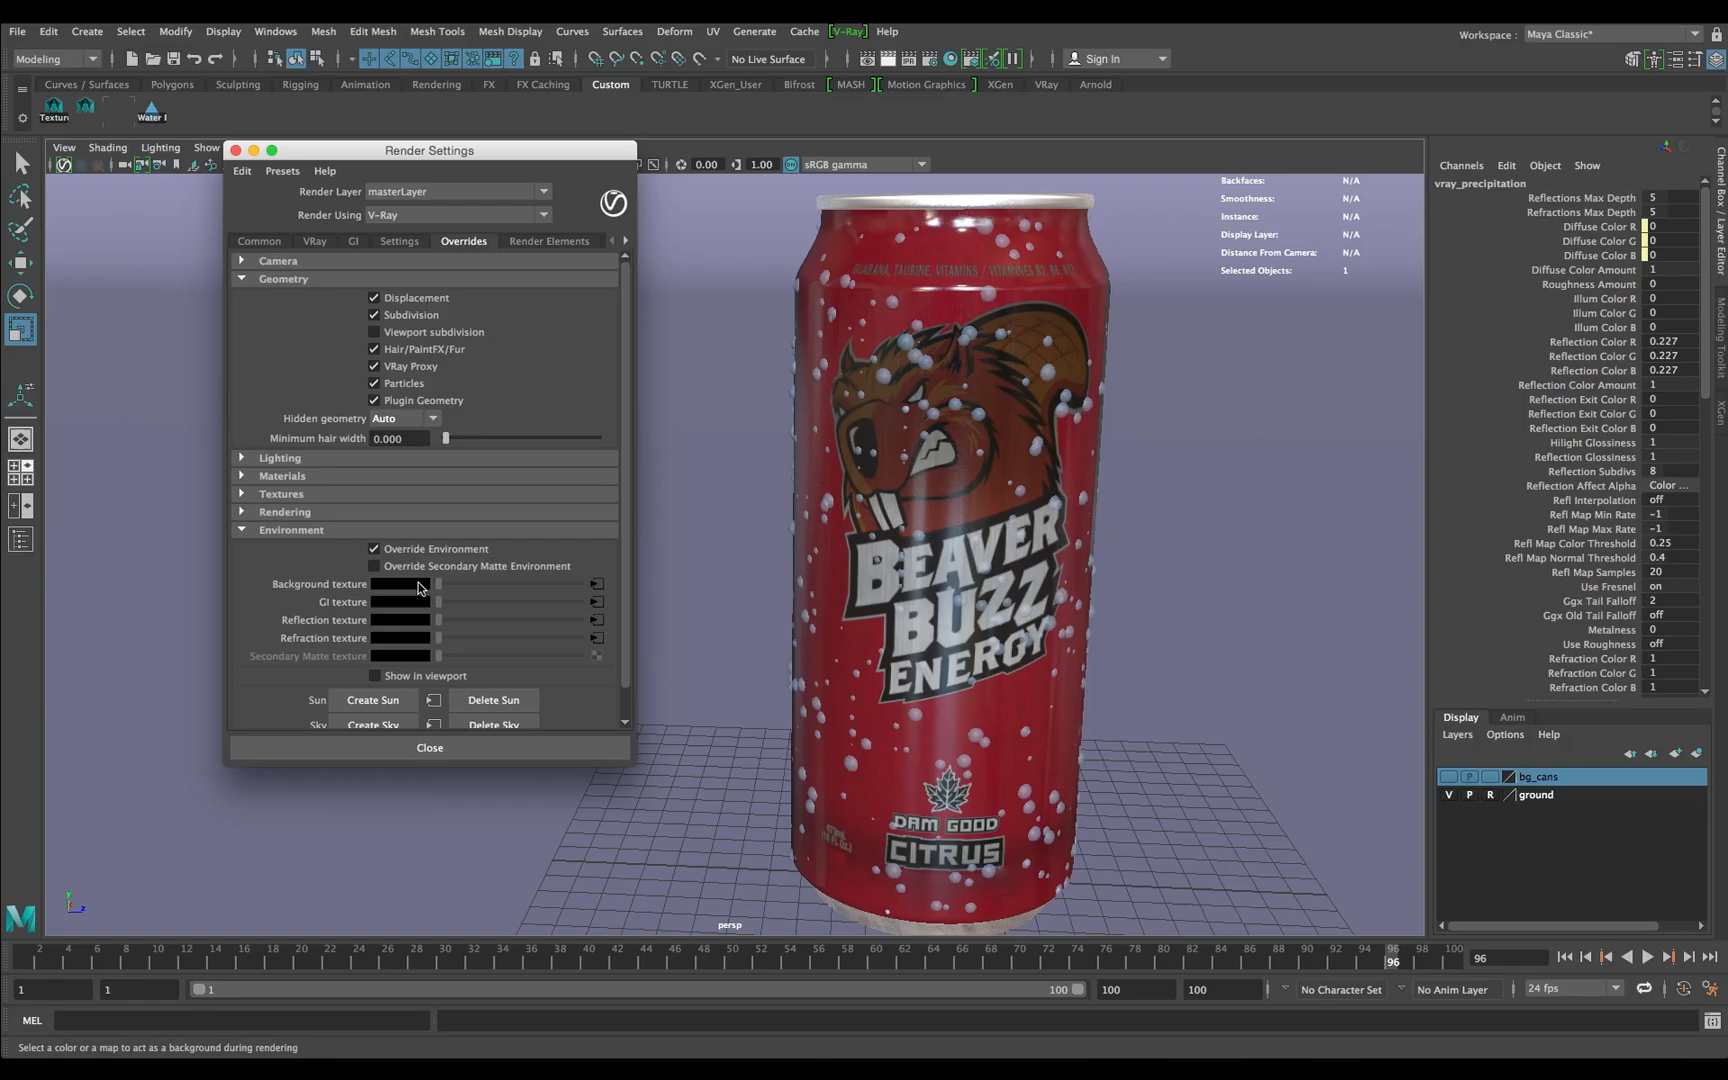 File Edit Create Select Modify Display Windows Mesh Edit Mesh Mesh Tools Mesh Display Curves Surfaces Deform UV Generate Cache [V-Ray] Help
Workspace : Maya Classic*
Modeling
No Live Surface
Sign In
Curves / Surfaces Polygons Sculpting Rigging Animation Rendering FX FX Caching Custom TURTLE XGen_User Bifrost MASH Motion Graphics XGen VRay Arnold
Textur Water I
View Shading Lighting Show
0.00 1.00 sRGB gamma
Render Settings
Edit Presets Help
Render Layer masterLayer
Render Using V-Ray
Common VRay GI Settings Overrides Render Elements
Camera
Geometry
Displacement
Subdivision
Viewport subdivision
Hair/PaintFX/Fur
VRay Proxy
Particles
Plugin Geometry
Hidden geometry Auto
Minimum hair width 0.000
Lighting
Materials
Textures
Rendering
Environment
Override Environment
Override Secondary Matte Environment
Background texture
GI texture
Reflection texture
Refraction texture
Secondary Matte texture
Show in viewport
Sun Create Sun Delete Sun
Sky Create Sky Delete Sky
Close
Backfaces: N/A
Smoothness: N/A
Instance: N/A
Display Layer: N/A
Distance From Camera: N/A
Selected Objects: 1
GUARANA, TAURINE, VITAMINS / VITAMINES B2, B6, B12
BEAVER
BUZZ
ENERGY
DAM GOOD
CITRUS
persp
Channels Edit Object Show
vray_precipitation
Reflections Max Depth 5
Refractions Max Depth 5
Diffuse Color R 0
Diffuse Color G 0
Diffuse Color B 0
Diffuse Color Amount 1
Roughness Amount 0
Illum Color R 0
Illum Color G 0
Illum Color B 0
Reflection Color R 0.227
Reflection Color G 0.227
Reflection Color B 0.227
Reflection Color Amount 1
Reflection Exit Color R 0
Reflection Exit Color G 0
Reflection Exit Color B 0
Hilight Glossiness 1
Reflection Glossiness 1
Reflection Subdivs 8
Reflection Affect Alpha Color ...
Refl Interpolation off
Refl Map Min Rate -1
Refl Map Max Rate -1
Refl Map Color Threshold 0.25
Refl Map Normal Threshold 0.4
Refl Map Samples 20
Use Fresnel on
Ggx Tail Falloff 2
Ggx Old Tail Falloff off
Metalness 0
Use Roughness off
Refraction Color R 1
Refraction Color G 1
Refraction Color B 1
Channel Box / Layer Editor
Modeling Toolkit
XGen
Display Anim
Layers Options Help
P bg_cans
V P R ground
2 4 6 8 10 12 14 16 18 20 22 24 26 28 30 32 34 36 38 40 42 44 46 48 50 52 54 56 58 60 62 64 66 68 70 72 74 76 78 80 82 84 86 88 90 92 94 96 98 100
96
96
1 1 1 100 100 100 No Character Set No Anim Layer 24 fps
MEL
Select a color or a map to act as a background during rendering